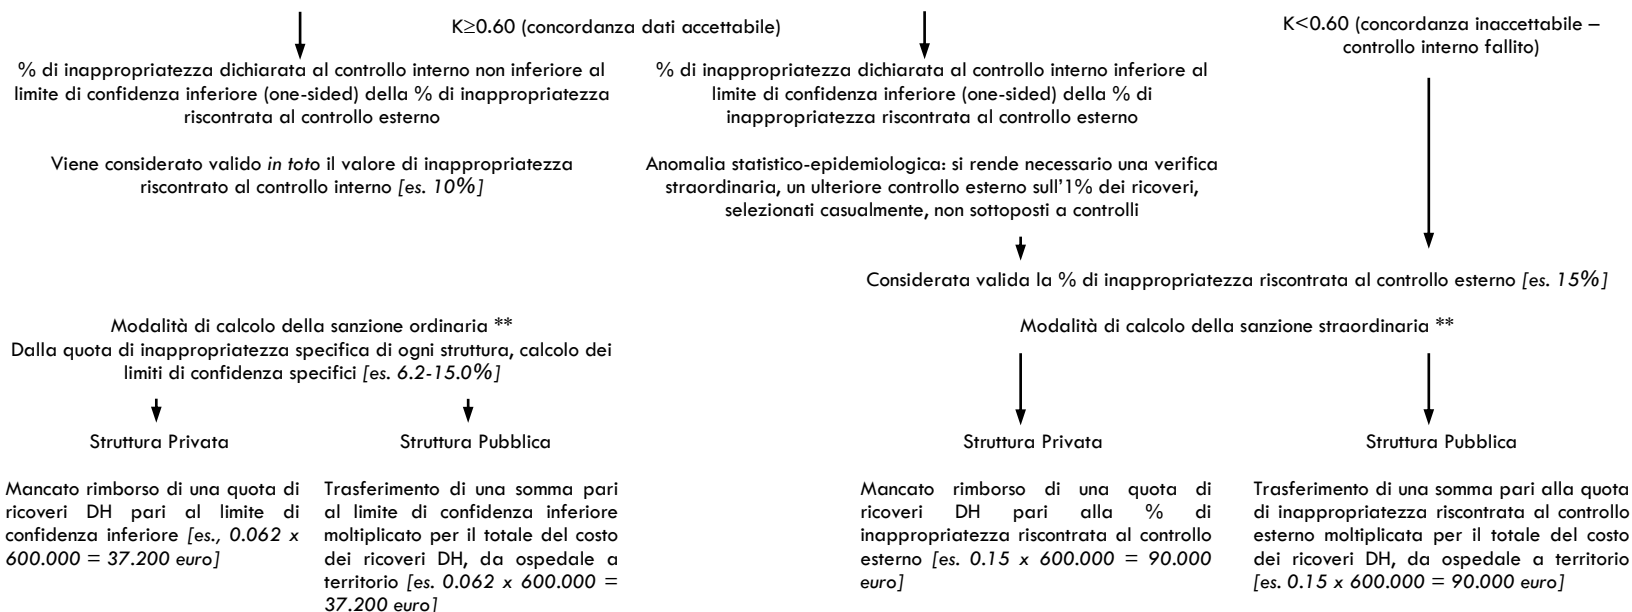 K≥0.60 (concordanza dati accettabile)
K<0.60 (concordanza inaccettabile –
controllo interno fallito)
% di inappropriatezza dichiarata al controllo interno non inferiore al
limite di confidenza inferiore (one-sided) della % di inappropriatezza
riscontrata al controllo esterno
% di inappropriatezza dichiarata al controllo interno inferiore al
limite di confidenza inferiore (one-sided) della % di
inappropriatezza riscontrata al controllo esterno
Viene considerato valido in toto il valore di inappropriatezza
riscontrato al controllo interno [es. 10%]
Anomalia statistico-epidemiologica: si rende necessario una verifica
straordinaria, un ulteriore controllo esterno sull'1% dei ricoveri,
selezionati casualmente, non sottoposti a controlli
Considerata valida la % di inappropriatezza riscontrata al controllo esterno [es. 15%]
Modalità di calcolo della sanzione ordinaria **
Dalla quota di inappropriatezza specifica di ogni struttura, calcolo dei
limiti di confidenza specifici [es. 6.2-15.0%]
Modalità di calcolo della sanzione straordinaria **
Struttura Privata
Mancato rimborso di una quota di
ricoveri DH pari al limite di
confidenza inferiore [es., 0.062 x
600.000 = 37.200 euro]
Struttura Pubblica
Trasferimento di una somma pari
al limite di confidenza inferiore
moltiplicato per il totale del costo
dei ricoveri DH, da ospedale a
territorio [es. 0.062 x 600.000 =
37.200 euro]
Struttura Privata
Mancato rimborso di una quota di
ricoveri DH pari alla % di
inappropriatezza riscontrata al controllo
esterno [es. 0.15 x 600.000 = 90.000
euro]
Struttura Pubblica
Trasferimento di una somma pari alla quota
di inappropriatezza riscontrata al controllo
esterno moltiplicata per il totale del costo
dei ricoveri DH, da ospedale a territorio
[es. 0.15 x 600.000 = 90.000 euro]